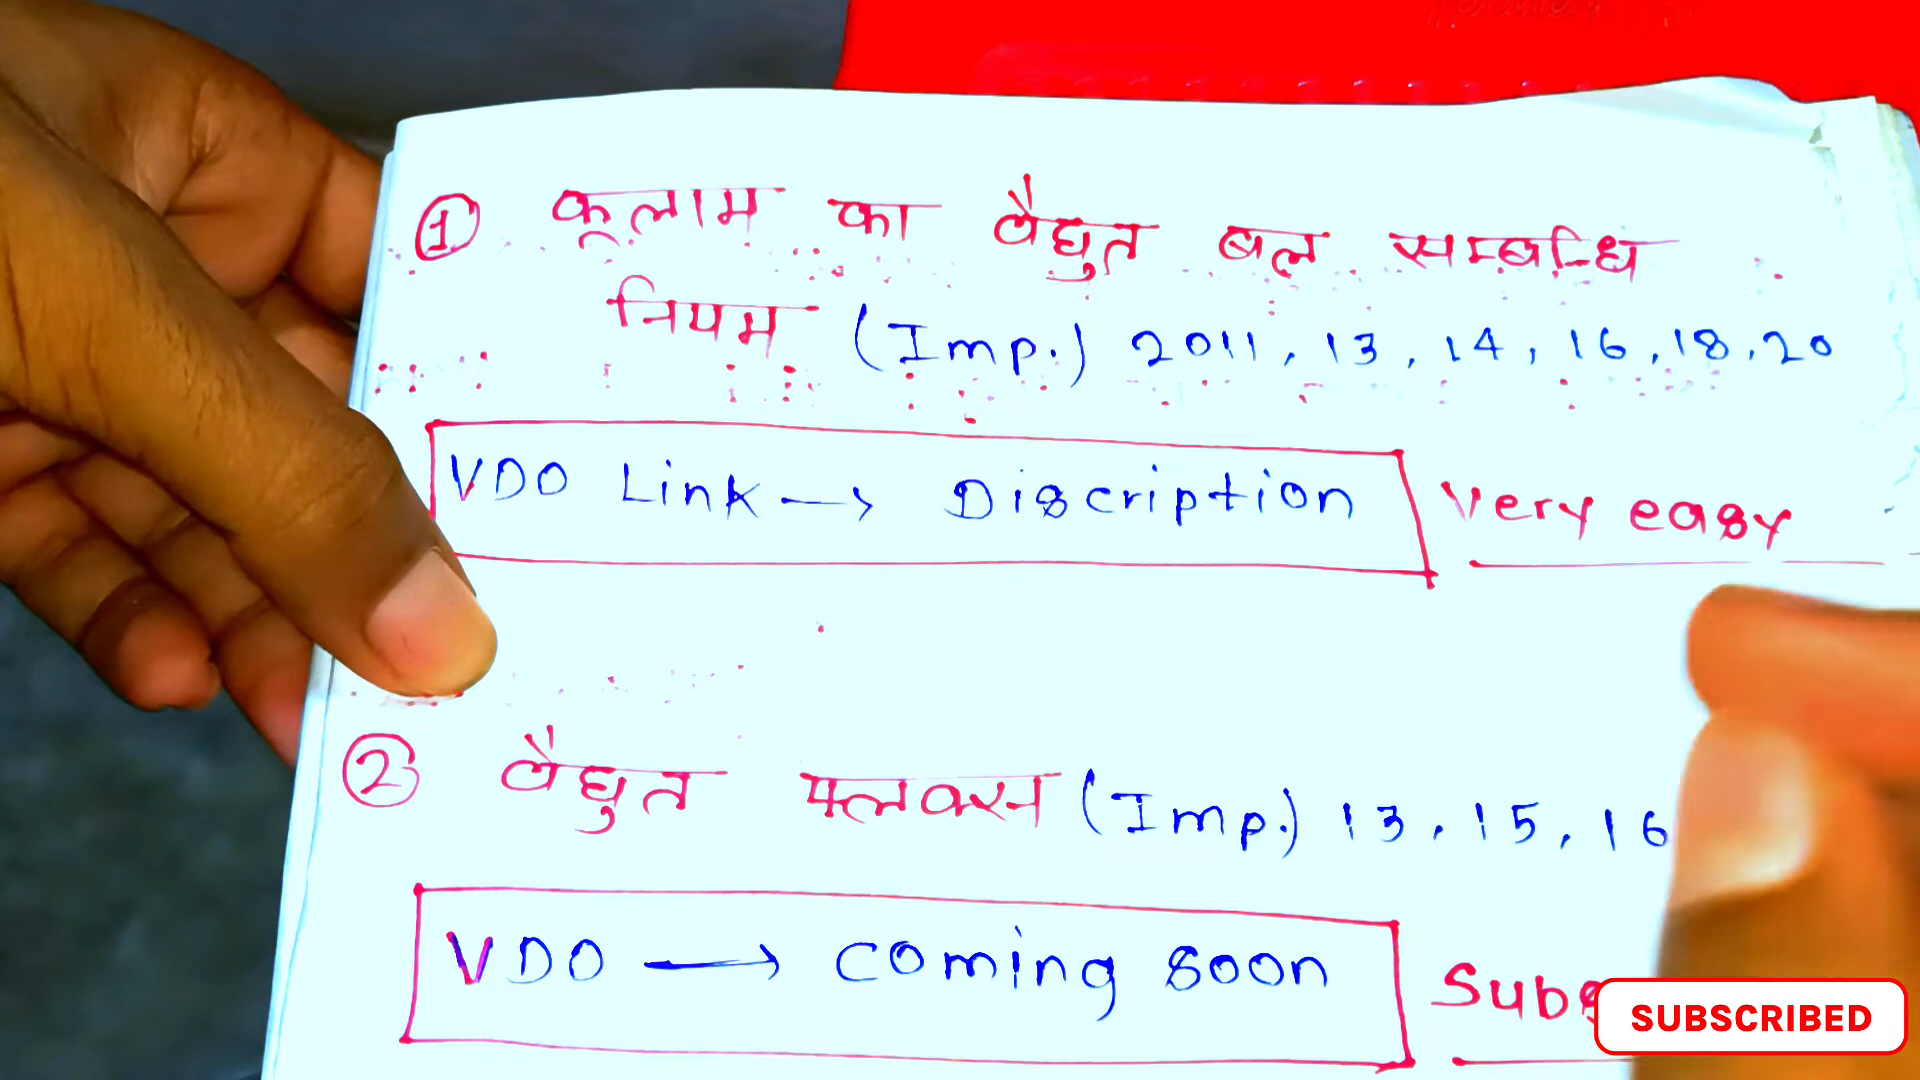 ① कूलाम का वैद्युत बल सम्बन्धि
नियम (Imp.) 2011, 13, 14, 16, 18, 20
VDO Link → Discription
Very easy
② वैद्युत फ्लक्स (Imp.) 13, 15, 16
VDO → Coming soon
SUBSCRIBED